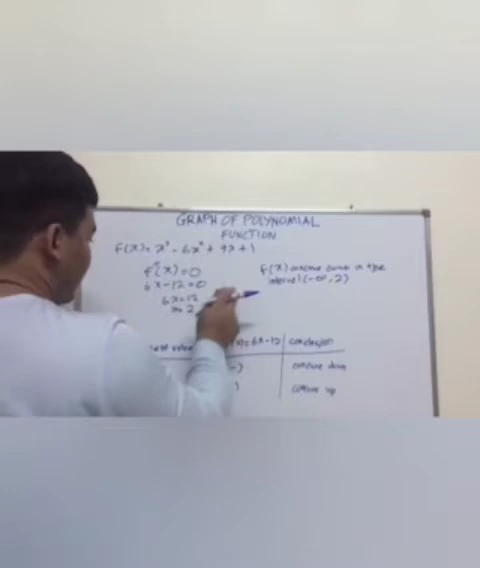 GRAPH OF POLYNOMIAL
FUNCTION
f(x) = x³ - 6x² + 9x + 1
f''(x) = 0
6x - 12 = 0
6x = 12
x = 2
f(x) concave down in the
interval (-∞, 2)
value
= 6x - 12 | conclusion
-) concave down
) concave up